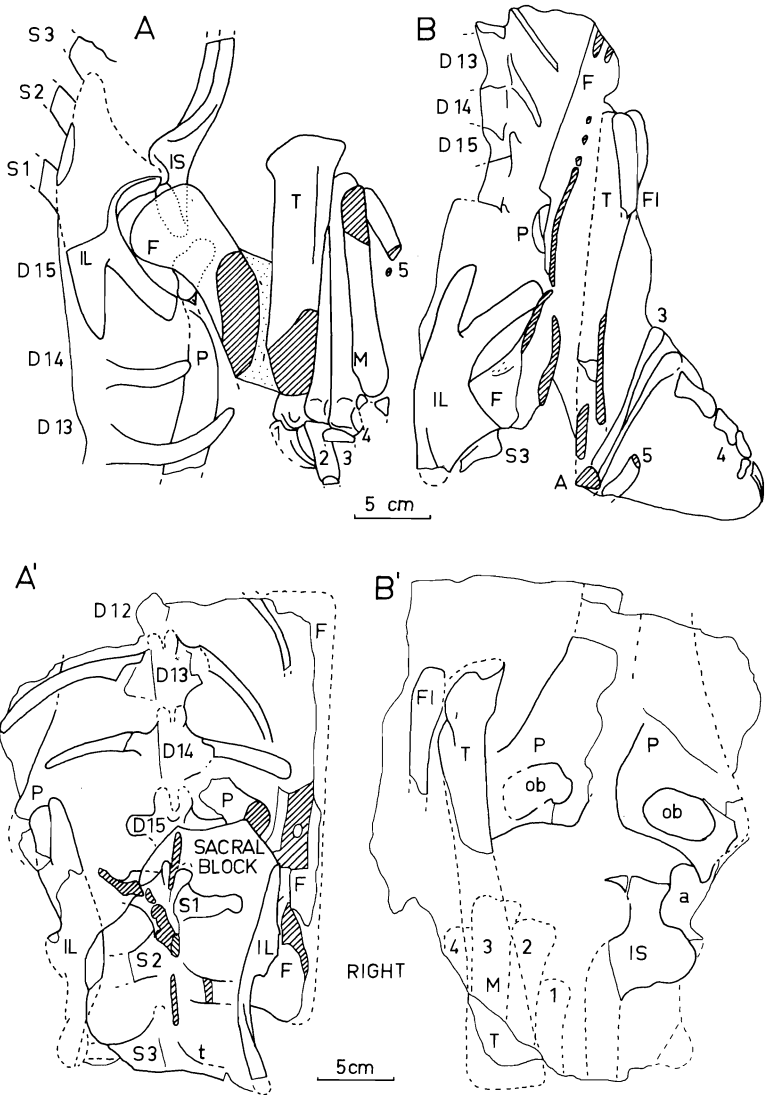 A
S3
S2
S1
IS
T
IL
F
D15
5
D14
P
M
D13
4
1
2
3
5 cm
B
D13
F
D14
D15
T
FI
P
3
IL
F
S3
4
5
A
A'
D12
F
D13
D14
P
P
D15
SACRAL
BLOCK
F
S1
IL
IL
S2
F
S3
t
RIGHT
5cm
B'
FI
T
P
P
ob
ob
a
4
3
2
IS
M
1
T